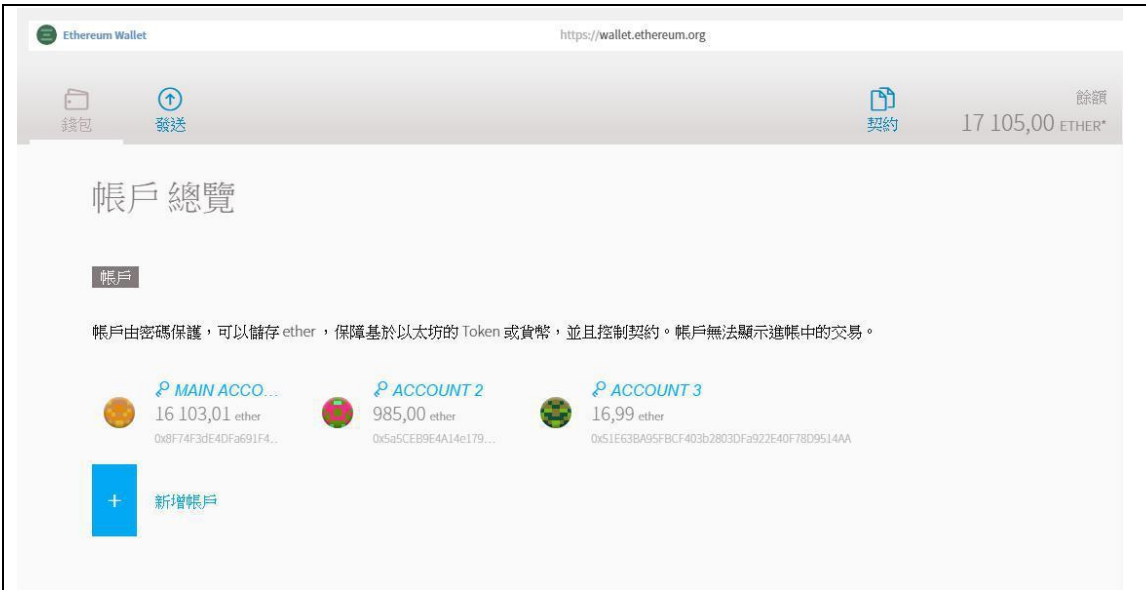 Ethereum Wallet
https://wallet.ethereum.org
錢包
發送
契約
餘額
17 105,00 ETHER*
帳戶 總覽
帳戶
帳戶由密碼保護，可以儲存 ether ，保障基於以太坊的 Token 或貨幣，並且控制契約。帳戶無法顯示進帳中的交易。
MAIN ACCO...
16 103,01 ether
0x8F74F3dE4DFa691F4...
ACCOUNT 2
985,00 ether
0x5a5CEB9E4A14e179...
ACCOUNT 3
16,99 ether
0x51E63BA95FBCF403b2803DFa922E40F78D9514AA
+
新增帳戶